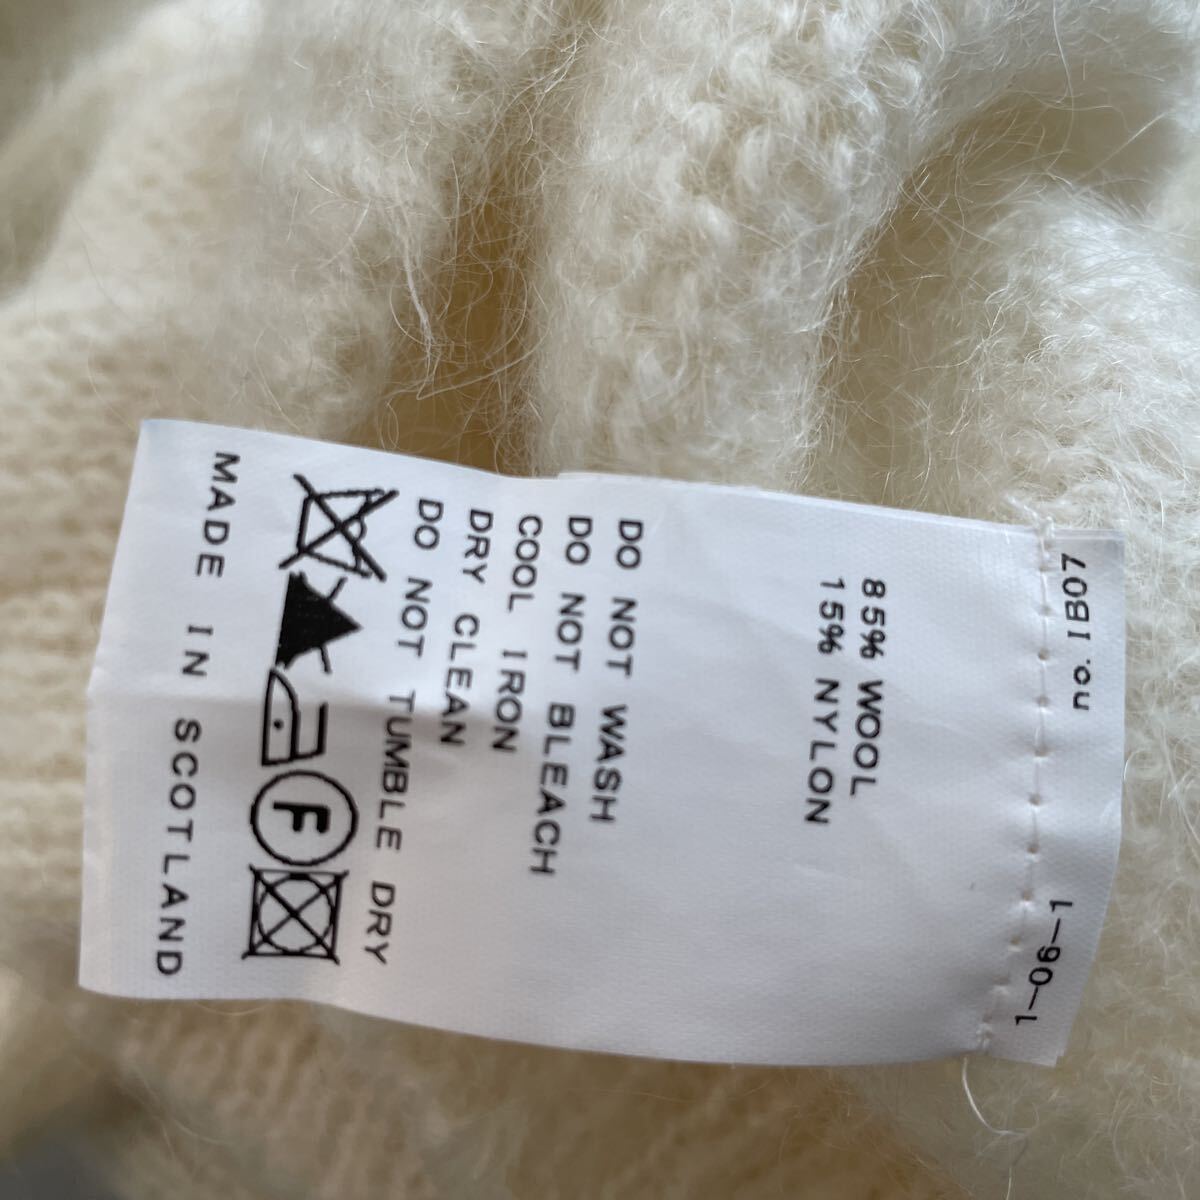 no. 1B07
1-06-1
85% WOOL
15% NYLON
DO NOT WASH
DO NOT BLEACH
COOL IRON
DRY CLEAN
DO NOT TUMBLE DRY
F
MADE IN SCOTLAND